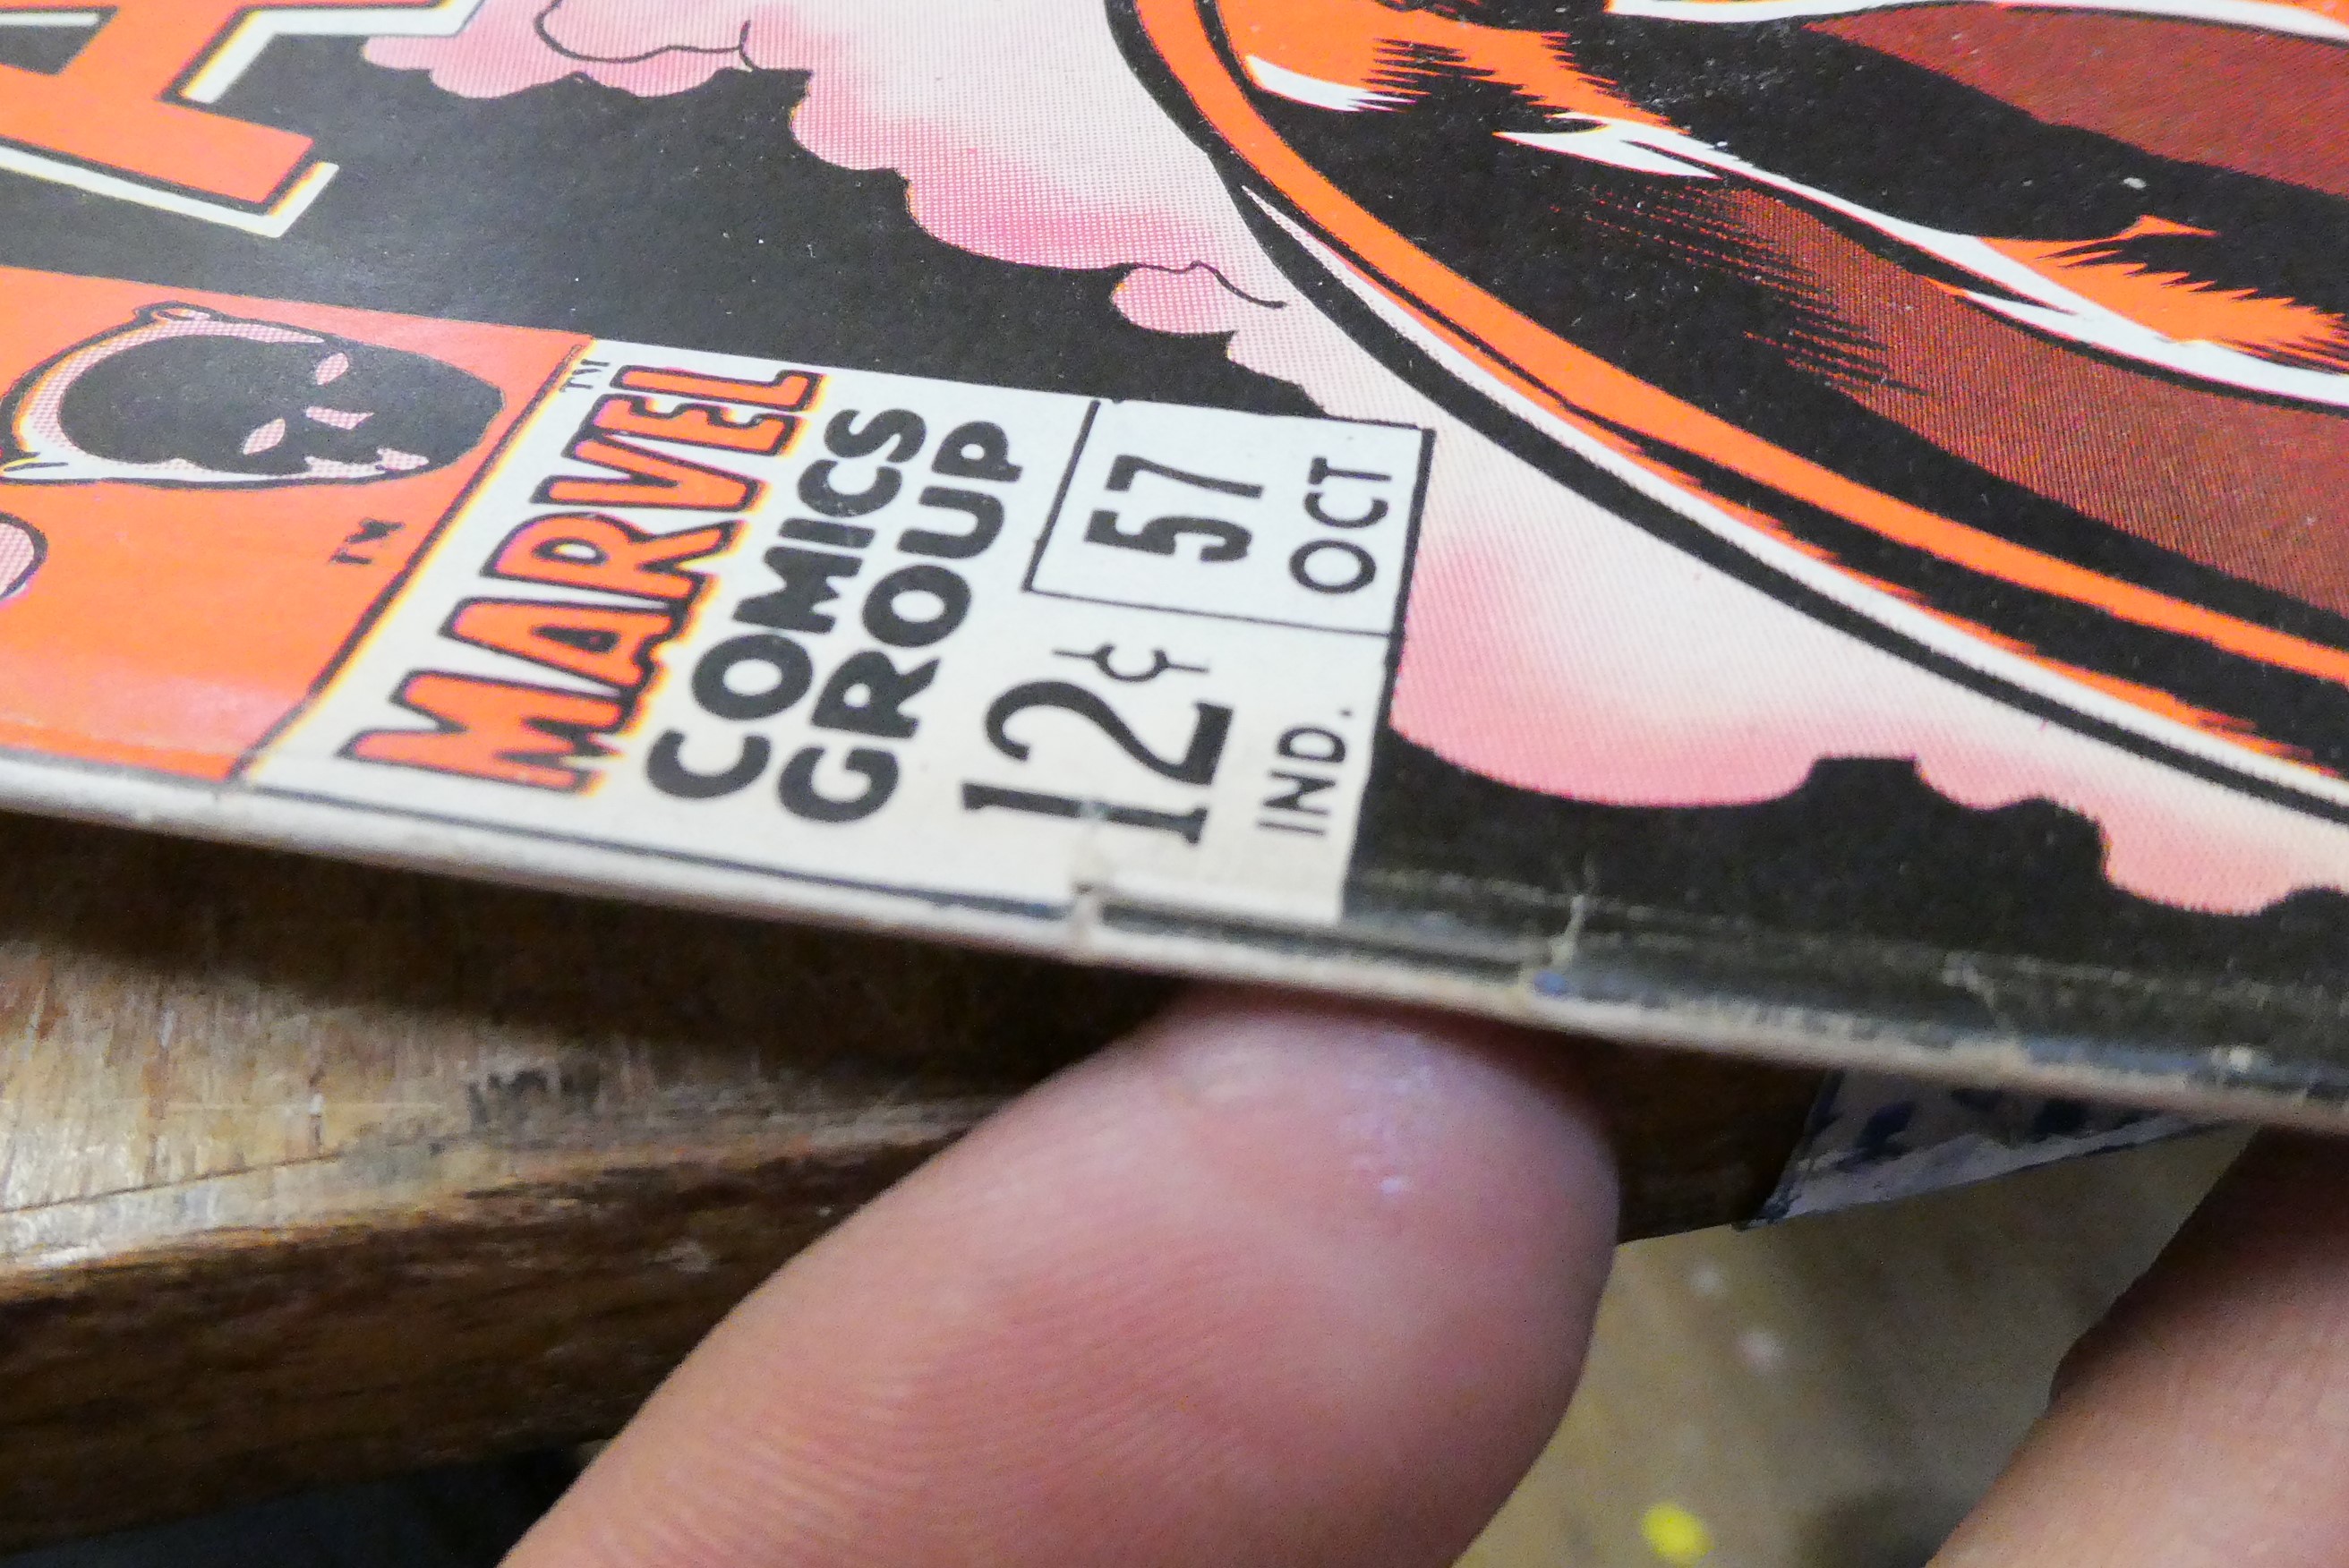 A
TM
TM
MARVEL
COMICS
GROUP
12¢
57
IND.
OCT